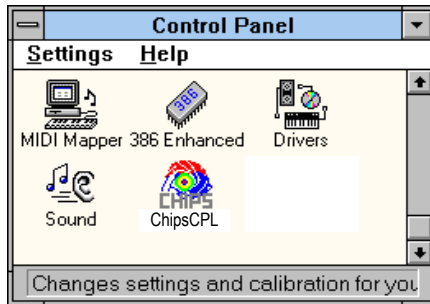 Control Panel
Settings Help
386
MIDI Mapper 386 Enhanced Drivers
CHIPS
Sound ChipsCPL
Changes settings and calibration for you